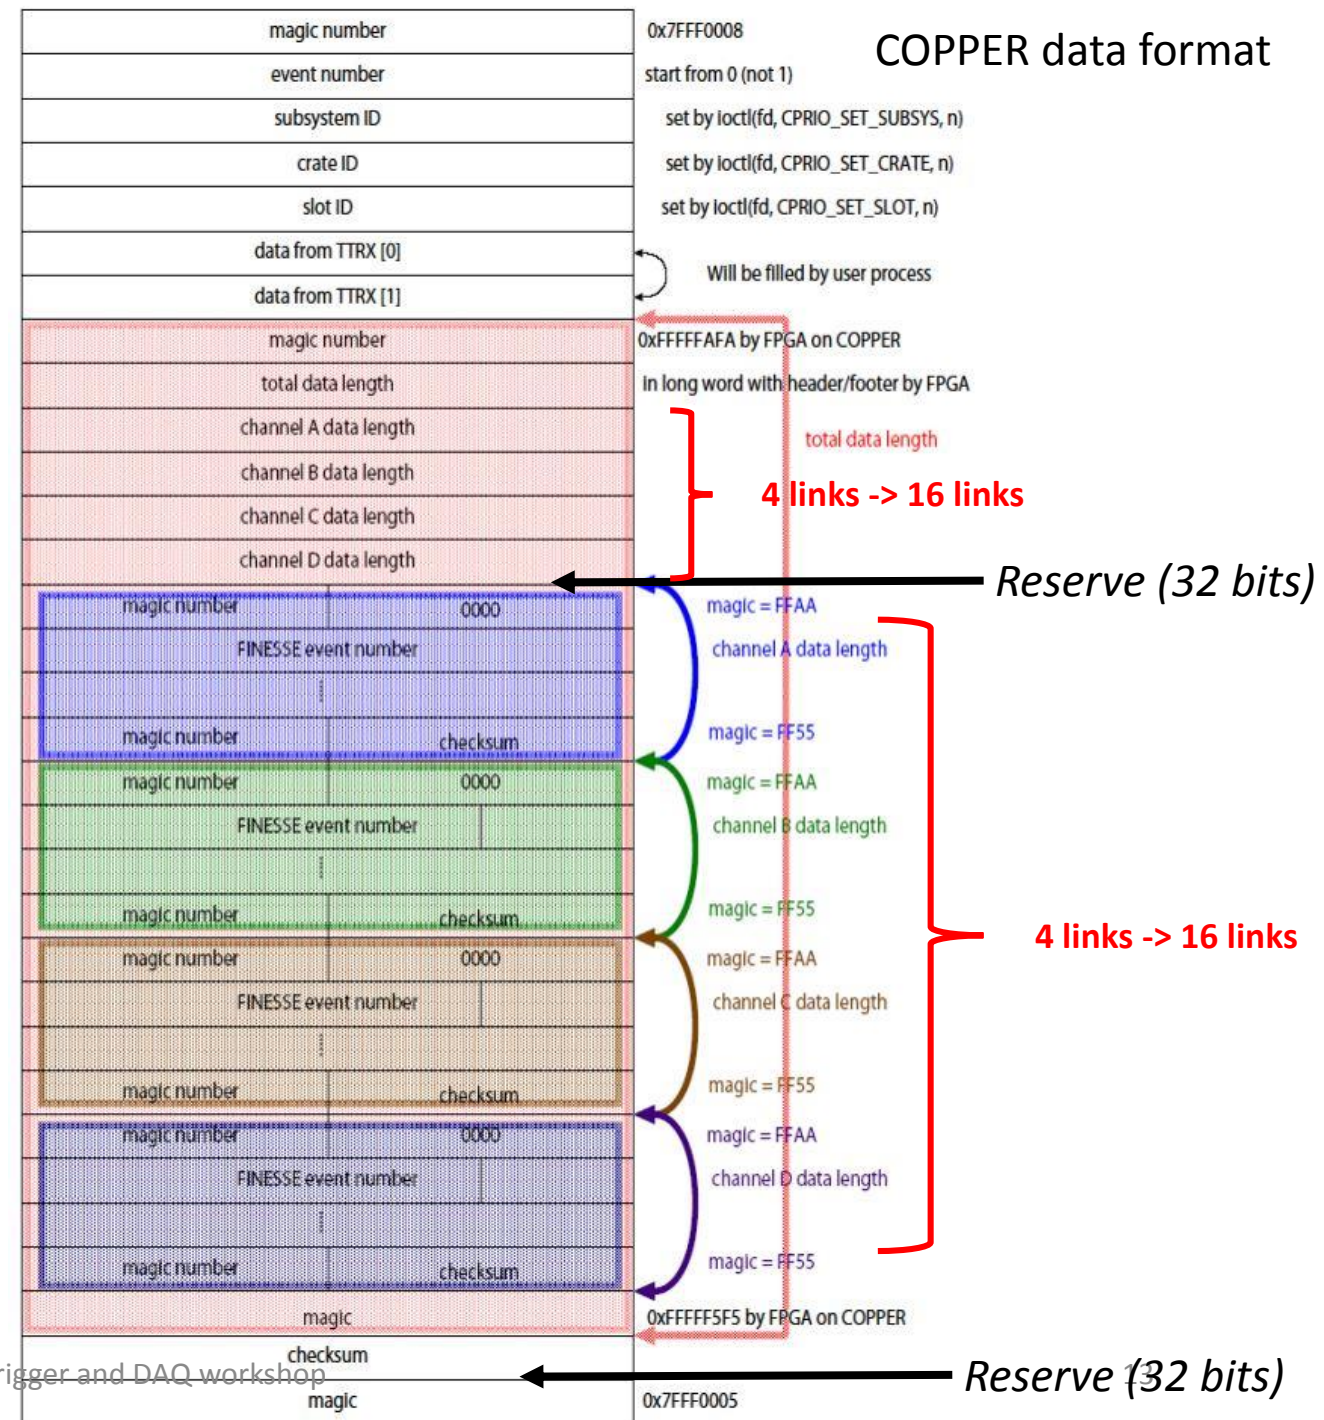 COPPER data format
magic number 0x7FFF0008
event number start from 0 (not 1)
subsystem ID set by ioctl(fd, CPRIO_SET_SUBSYS, n)
crate ID set by ioctl(fd, CPRIO_SET_CRATE, n)
slot ID set by ioctl(fd, CPRIO_SET_SLOT, n)
data from TTRX [0]
Will be filled by user process
data from TTRX [1]
magic number 0xFFFFFAFA by FPGA on COPPER
total data length in long word with header/footer by FPGA
channel A data length
total data length
channel B data length
4 links -> 16 links
channel C data length
channel D data length
Reserve (32 bits)
magic number 0000 magic = FFAA
FINESSE event number channel A data length
magic number checksum magic = FF55
magic number 0000 magic = FFAA
FINESSE event number channel B data length
magic number checksum magic = FF55
4 links -> 16 links
magic number 0000 magic = FFAA
FINESSE event number channel C data length
magic number checksum magic = FF55
magic number 0000 magic = FFAA
FINESSE event number channel D data length
magic number checksum magic = FF55
magic 0xFFFFF5F5 by FPGA on COPPER
checksum
rigger and DAQ workshop
Reserve (32 bits)
13
magic 0x7FFF0005